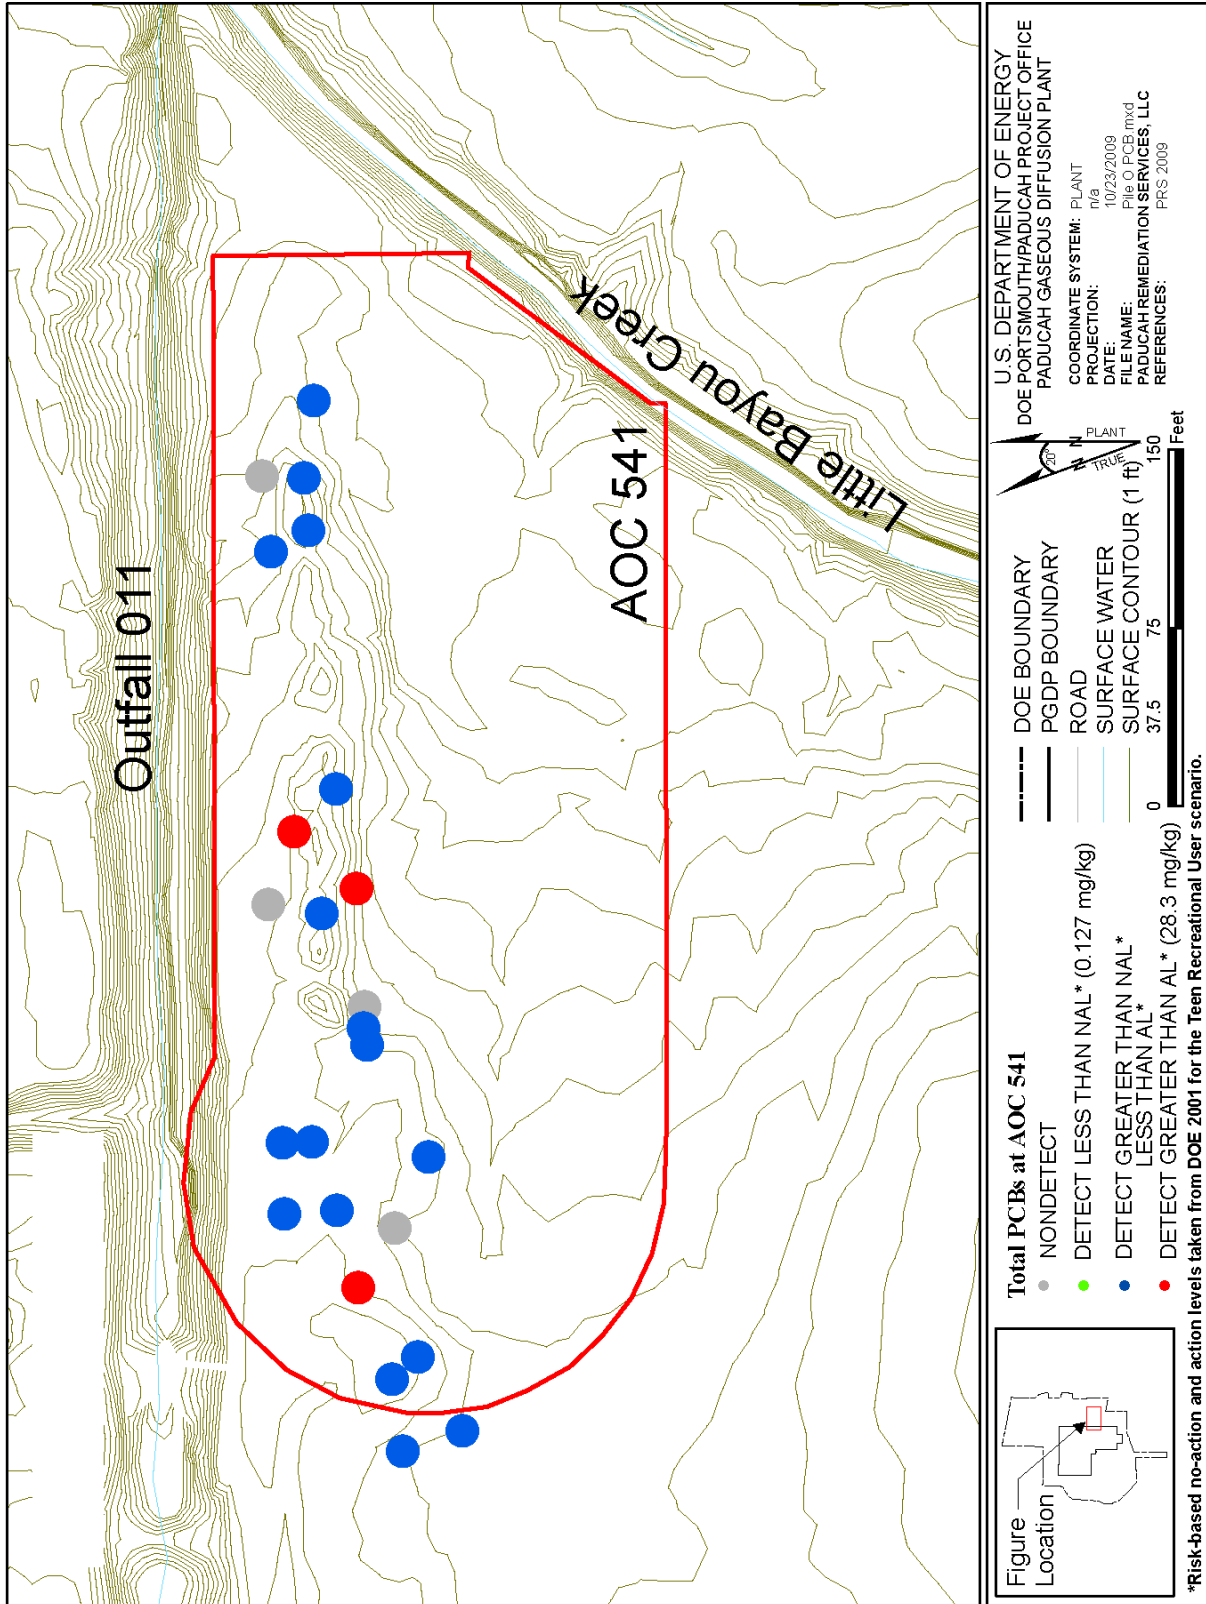 Outfall 011
AOC 541
Little Bayou Creek
Figure
Location
Total PCBs at AOC 541
NONDETECT
DETECT LESS THAN NAL* (0.127 mg/kg)
DETECT GREATER THAN NAL*
LESS THAN AL*
DETECT GREATER THAN AL* (28.3 mg/kg)
DOE BOUNDARY
PGDP BOUNDARY
ROAD
SURFACE WATER
SURFACE CONTOUR (1 ft)
0 37.5 75 150
Feet
20°
N N
TRUE PLANT
U.S. DEPARTMENT OF ENERGY
DOE PORTSMOUTH/PADUCAH PROJECT OFFICE
PADUCAH GASEOUS DIFFUSION PLANT
COORDINATE SYSTEM: PLANT
PROJECTION: n/a
DATE: 10/23/2009
FILE NAME: Pile O PCB.mxd
PADUCAH REMEDIATION SERVICES, LLC
REFERENCES: PRS 2009
*Risk-based no-action and action levels taken from DOE 2001 for the Teen Recreational User scenario.